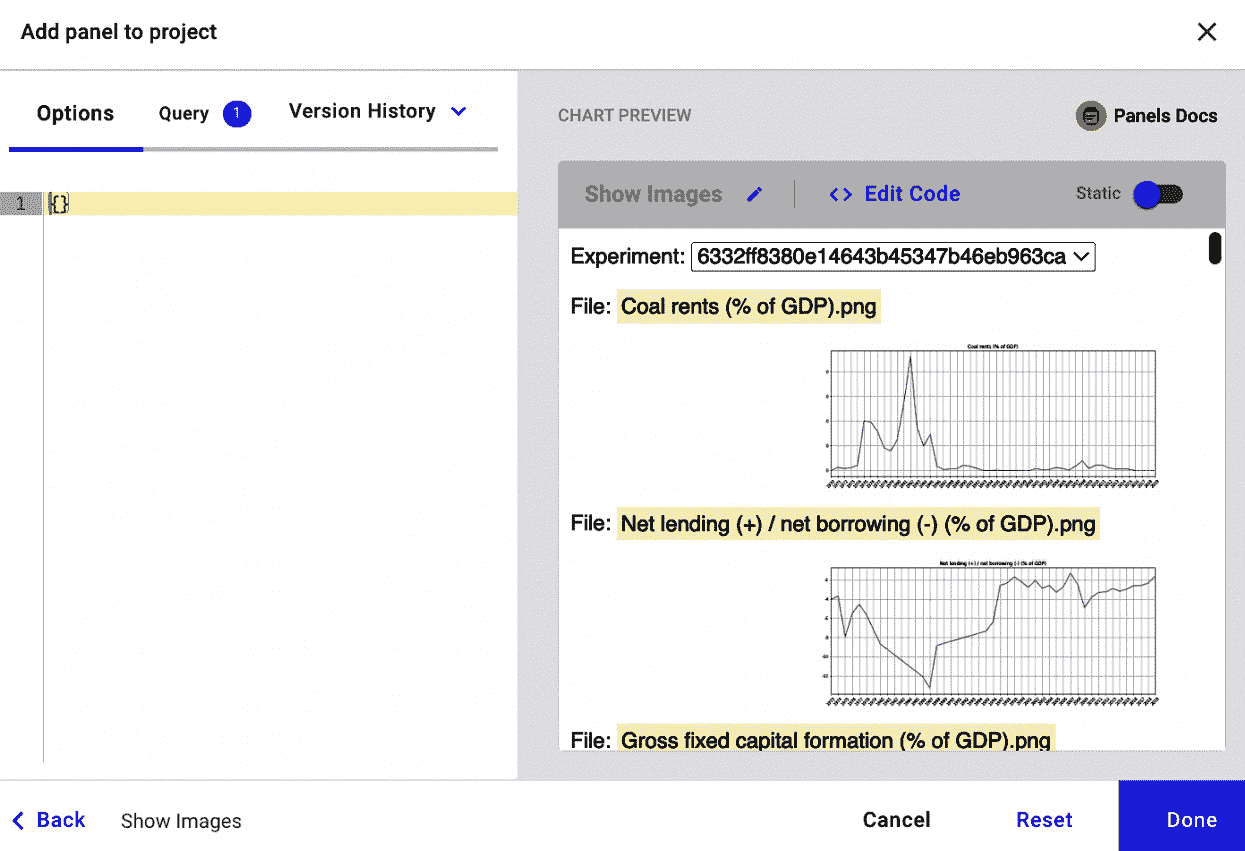 Add panel to project
Options
Query 1
Version History
1 {}
CHART PREVIEW
Panels Docs
Show Images
<> Edit Code
Static
Experiment: 6332ff8380e14643b45347b46eb963ca
File: Coal rents (% of GDP).png
Coal rents (% of GDP)
File: Net lending (+) / net borrowing (-) (% of GDP).png
Net lending (+) / net borrowing (-) (% of GDP)
File: Gross fixed capital formation (% of GDP).png
Back
Show Images
Cancel
Reset
Done